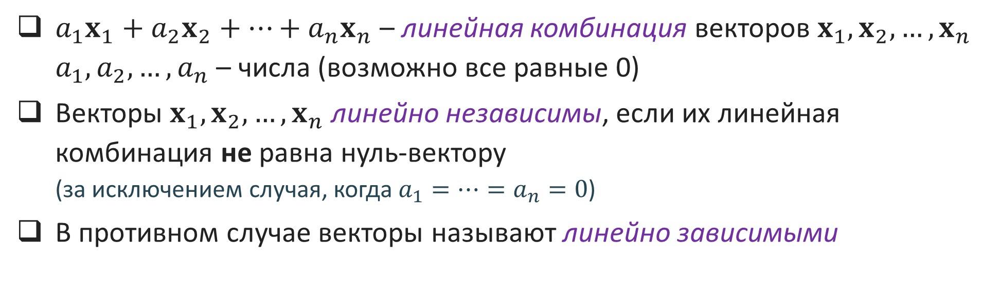 ❑ a₁𝐱₁ + a₂𝐱₂ + ⋯ + aₙ𝐱ₙ – линейная комбинация векторов 𝐱₁, 𝐱₂, … , 𝐱ₙ
a₁, a₂, … , aₙ – числа (возможно все равные 0)
❑ Векторы 𝐱₁, 𝐱₂, … , 𝐱ₙ линейно независимы, если их линейная
комбинация не равна нуль-вектору
(за исключением случая, когда a₁ = ⋯ = aₙ = 0)
❑ В противном случае векторы называют линейно зависимыми